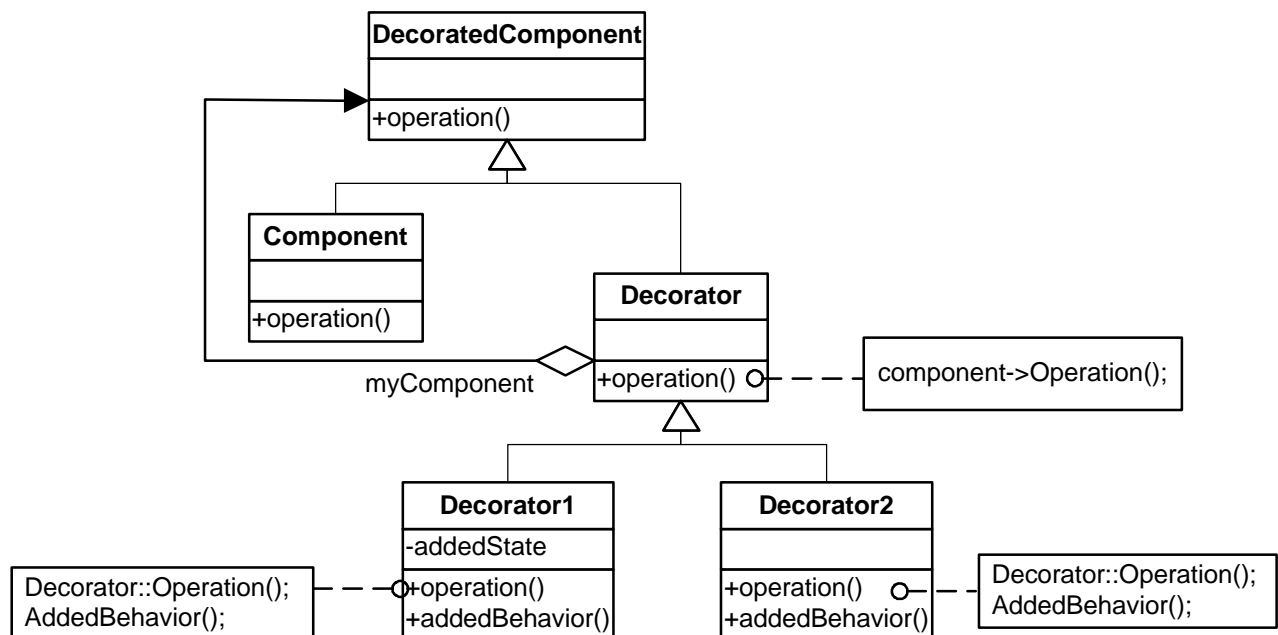 DecoratedComponent
+operation()
Component
+operation()
Decorator
+operation()
component->Operation();
myComponent
Decorator1
-addedState
+operation()
+addedBehavior()
Decorator2
+operation()
+addedBehavior()
Decorator::Operation();
AddedBehavior();
Decorator::Operation();
AddedBehavior();